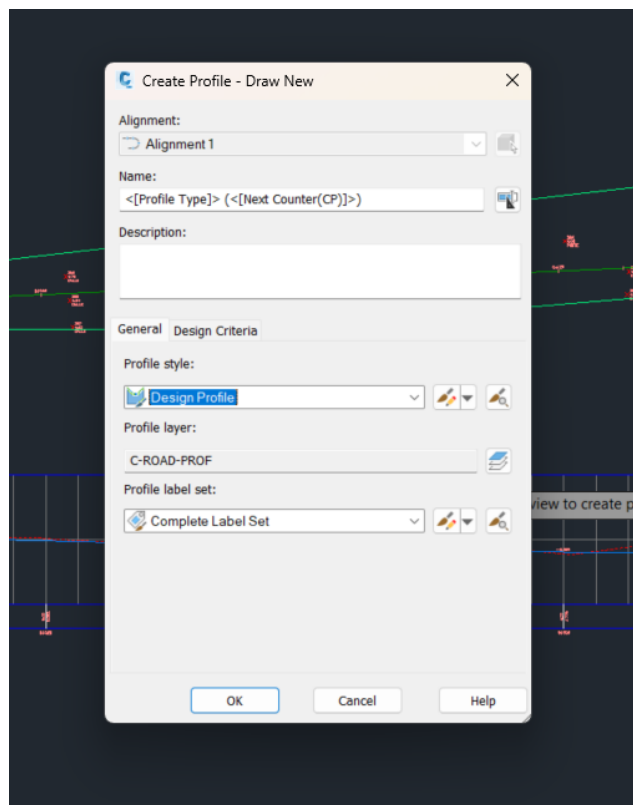 Create Profile - Draw New
Alignment:
Alignment 1
Name:
<[Profile Type]> (<[Next Counter(CP)]>)
Description:
General Design Criteria
Profile style:
Design Profile
Profile layer:
C-ROAD-PROF
view to create p
Profile label set:
Complete Label Set
OK Cancel Help